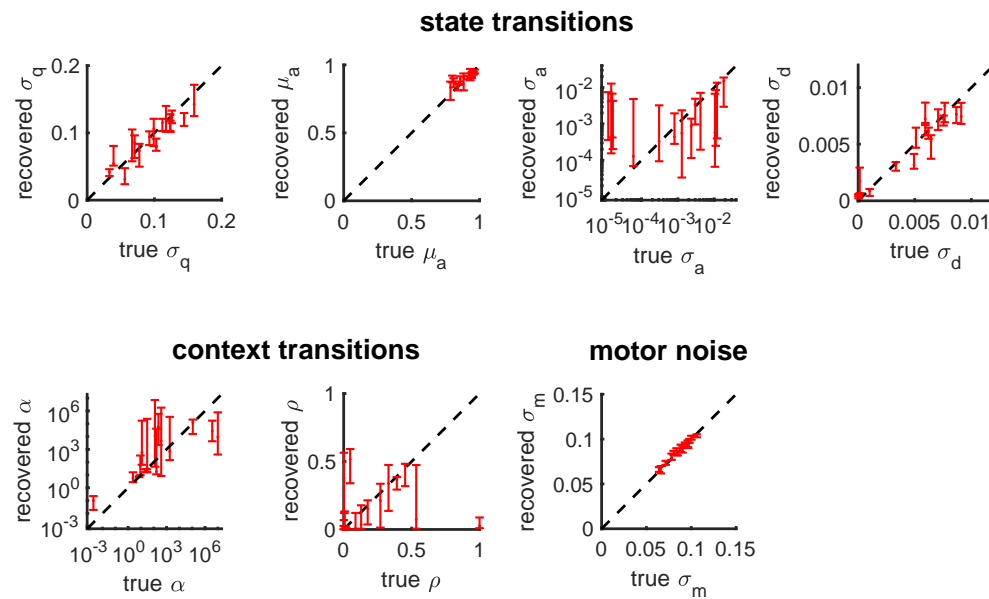 state transitions
recovered σq
0.2
0.1
0
0
0.1
0.2
true σq
recovered μa
1
0.5
0
0
0.5
1
true μa
recovered σa
10-2
10-3
10-4
10-5
10-5
10-4
10-3
10-2
true σa
recovered σd
0.01
0.005
0
0
0.005
0.01
true σd
context transitions
motor noise
recovered α
10⁶
10³
10⁰
10-3
10-3
10⁰
10³
10⁶
true α
recovered ρ
1
0.5
0
0
0.5
1
true ρ
recovered σm
0.15
0.1
0.05
0
0
0.05
0.1
0.15
true σm